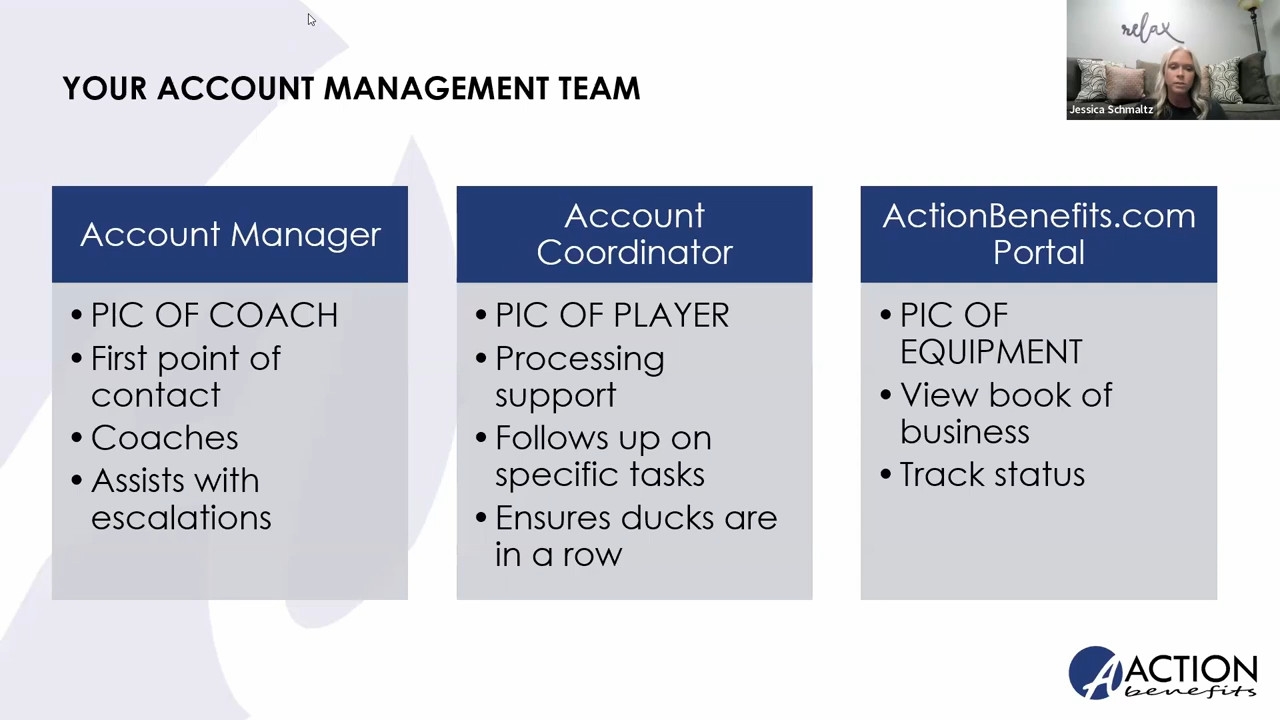 relax
Jessica Schmaltz
YOUR ACCOUNT MANAGEMENT TEAM
Account Manager
• PIC OF COACH
• First point of
contact
• Coaches
• Assists with
escalations
Account
Coordinator
• PIC OF PLAYER
• Processing
support
• Follows up on
specific tasks
• Ensures ducks are
in a row
ActionBenefits.com
Portal
• PIC OF
EQUIPMENT
• View book of
business
• Track status
A ACTION
benefits